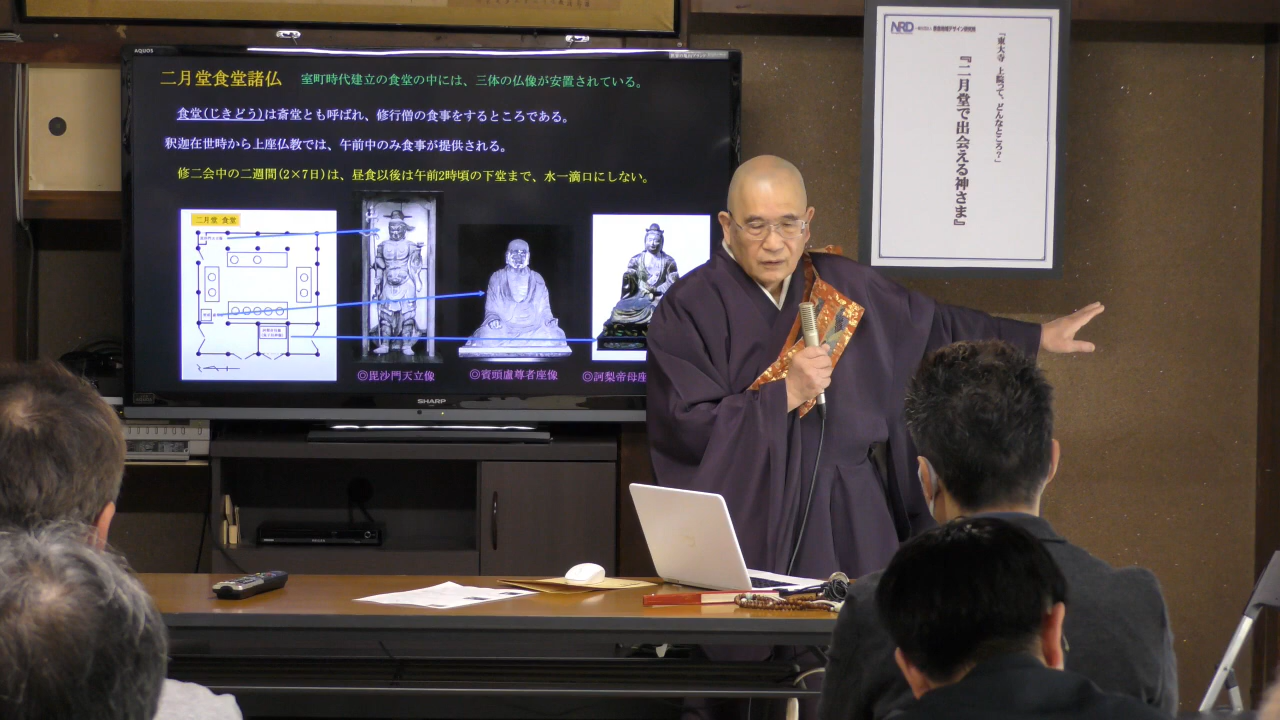 AQUOS
二月堂食堂諸仏　室町時代建立の食堂の中には、三体の仏像が安置されている。
食堂(じきどう)は斎堂とも呼ばれ、修行僧の食事をするところである。
釈迦在世時から上座仏教では、午前中のみ食事が提供される。
修二会中の二週間(2×7日)は、昼食以後は午前2時頃の下堂まで、水一滴口にしない。
二月堂 食堂
◎毘沙門天立像
◎賓頭盧尊者座像
◎訶梨帝母座
SHARP
NRD
「東大寺 上院って、どんなところ？」
『二月堂で出会える神さま』